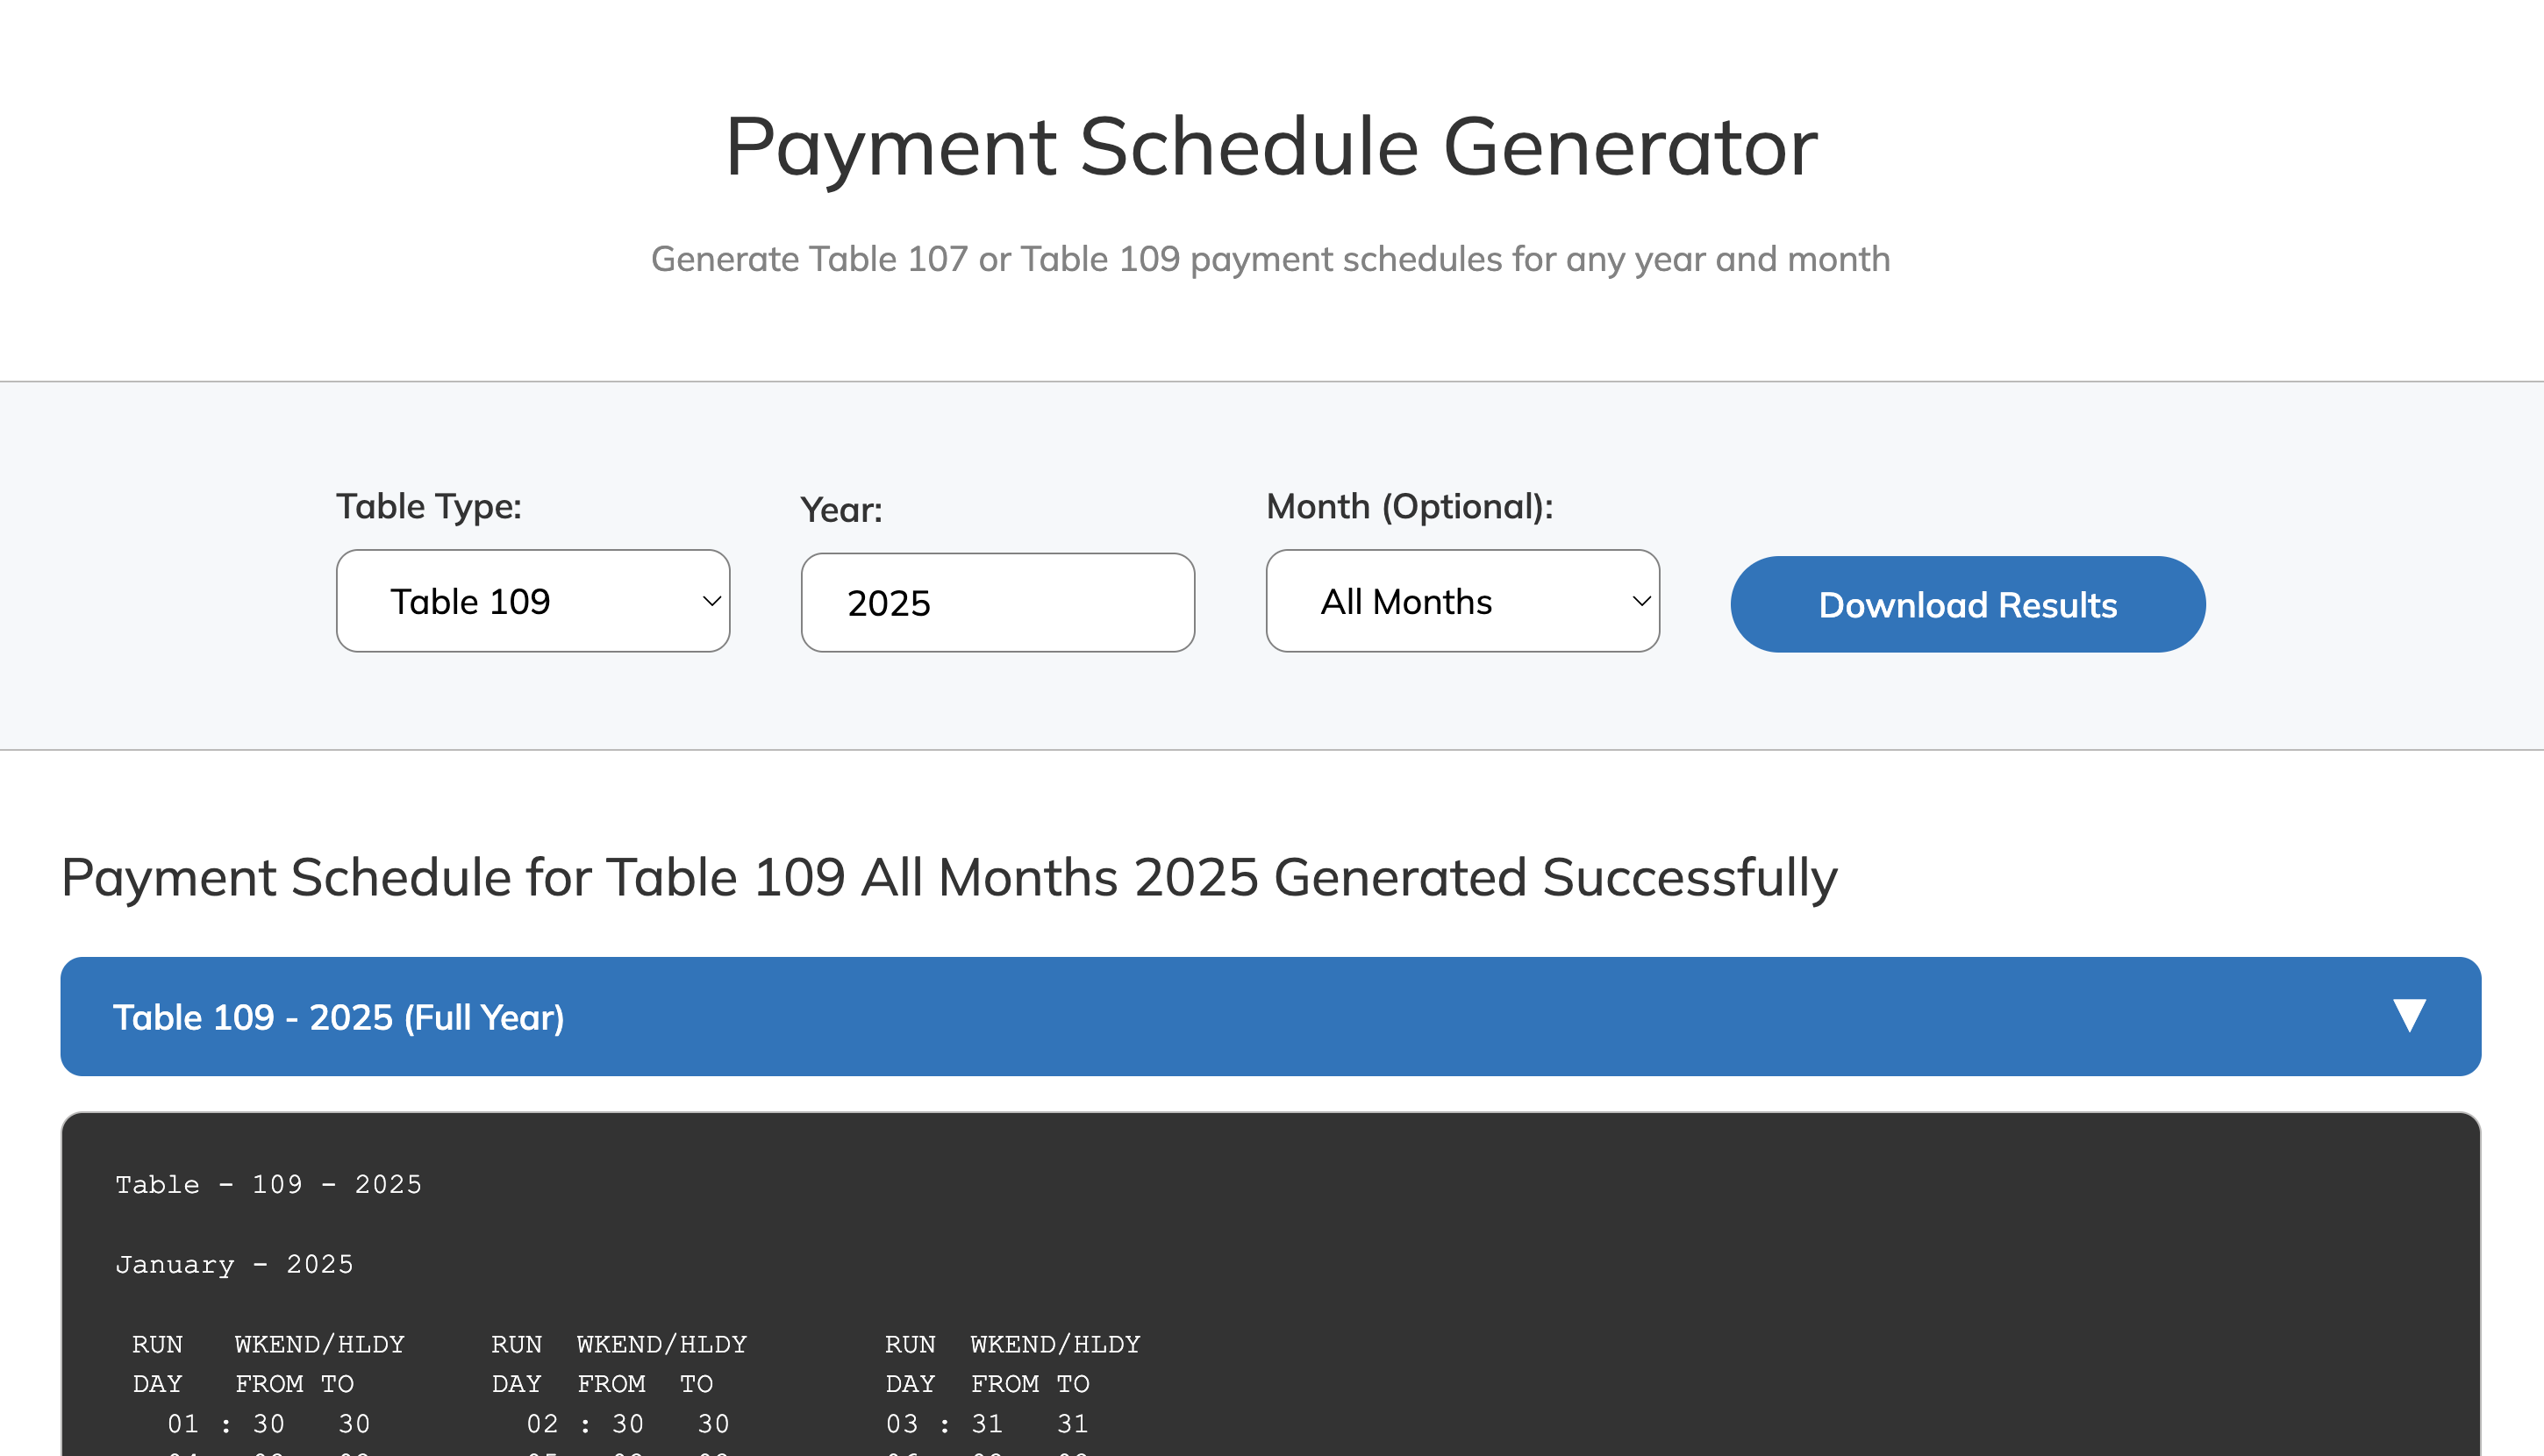 Payment Schedule Generator
Generate Table 107 or Table 109 payment schedules for any year and month
Table Type:
Year:
Month (Optional):
Table 109
2025
All Months
Download Results
Payment Schedule for Table 109 All Months 2025 Generated Successfully
Table 109 - 2025 (Full Year)
Table - 109 - 2025
January - 2025
RUN WKEND/HLDY RUN WKEND/HLDY RUN WKEND/HLDY
DAY FROM TO DAY FROM TO DAY FROM TO
01 : 30 30 02 : 30 30 03 : 31 31